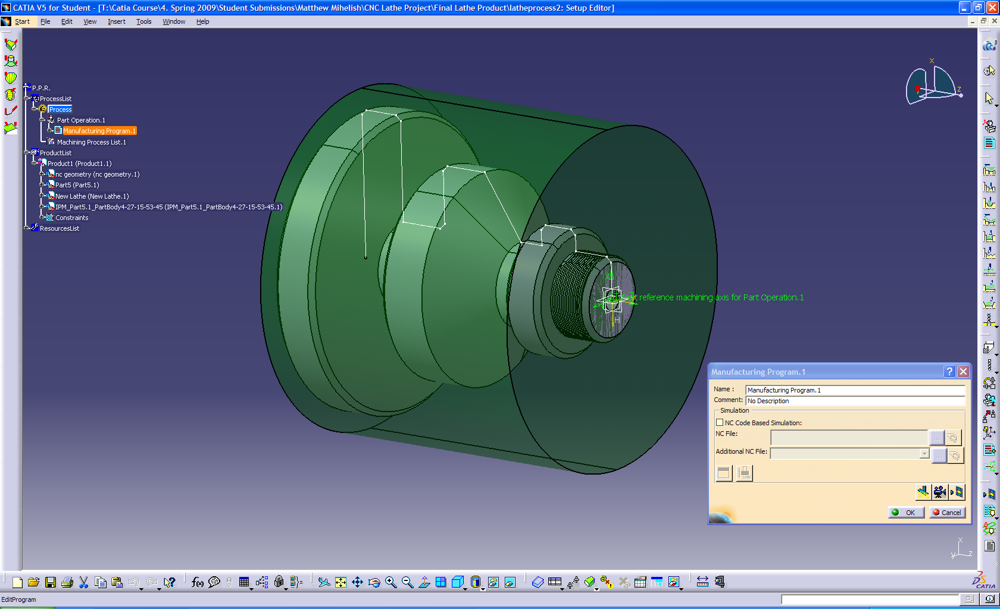 CATIA V5 for Student - [T:\Catia Course\4. Spring 2009\Student Submissions\Matthew Mihelish\CNC Lathe Project\Final Lathe Product\latheprocess2: Setup Editor]
Start File Edit View Insert Tools Window Help
P.P.R.
ProcessList
Process
Part Operation.1
Manufacturing Program.1
Machining Process List.1
ProductList
Product1 (Product1.1)
nc geometry (nc geometry.1)
Part5 (Part5.1)
New Lathe (New Lathe.1)
IPM_Part5.1_PartBody4-27-15-53-45 (IPM_Part5.1_PartBody4-27-15-53-45.1)
Constraints
ResourcesList
x
z
reference machining axis for Part Operation.1
Manufacturing Program.1
Name : Manufacturing Program.1
Comment: No Description
Simulation
NC Code Based Simulation:
NC File: ...
Additional NC File: ...
COMP
OK Cancel
x
y z
f(x)
DS CATIA
EditProgram